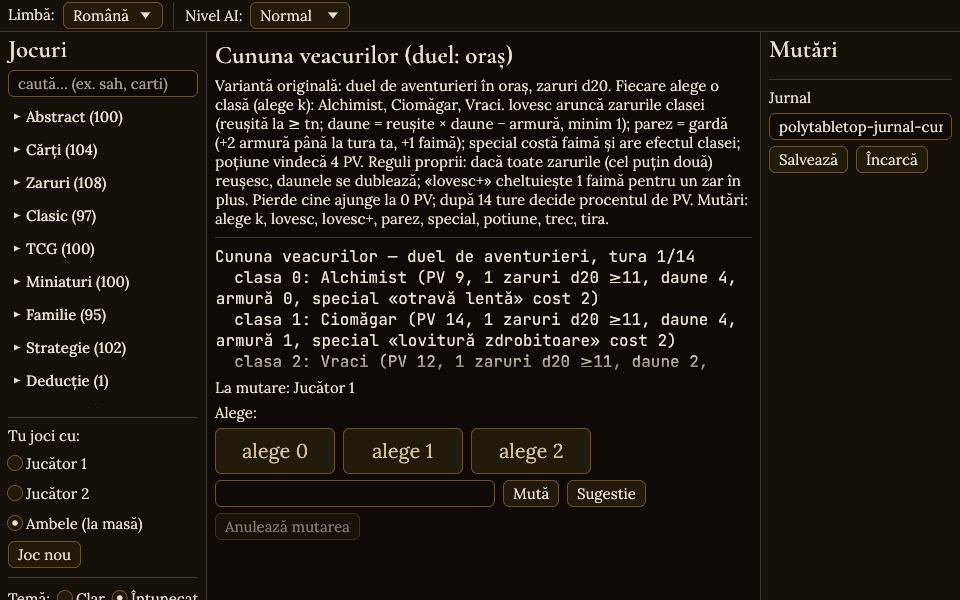 Limbă: Română ▼ Nivel AI: Normal ▼
Jocuri
caută... (ex. sah, carti)
▸ Abstract (100)
▸ Cărți (104)
▸ Zaruri (108)
▸ Clasic (97)
▸ TCG (100)
▸ Miniaturi (100)
▸ Familie (95)
▸ Strategie (102)
▸ Deducție (1)
Tu joci cu:
Jucător 1
Jucător 2
Ambele (la masă)
Joc nou
Temă: Clar Întunecat
Cununa veacurilor (duel: oraș)
Variantă originală: duel de aventurieri în oraș, zaruri d20. Fiecare alege o
clasă (alege k): Alchimist, Ciomăgar, Vraci. lovesc aruncă zarurile clasei
(reușită la ≥ tn; daune = reușite × daune − armură, minim 1); parez = gardă
(+2 armură până la tura ta, +1 faimă); special costă faimă și are efectul clasei;
poțiune vindecă 4 PV. Reguli proprii: dacă toate zarurile (cel puțin două)
reușesc, daunele se dublează; «lovesc+» cheltuiește 1 faimă pentru un zar în
plus. Pierde cine ajunge la 0 PV; după 14 ture decide procentul de PV. Mutări:
alege k, lovesc, lovesc+, parez, special, potiune, trec, tira.
Cununa veacurilor — duel de aventurieri, tura 1/14
clasa 0: Alchimist (PV 9, 1 zaruri d20 ≥11, daune 4,
armură 0, special «otravă lentă» cost 2)
clasa 1: Ciomăgar (PV 14, 1 zaruri d20 ≥11, daune 4,
armură 1, special «lovitură zdrobitoare» cost 2)
clasa 2: Vraci (PV 12, 1 zaruri d20 ≥11, daune 2,
La mutare: Jucător 1
Alege:
alege 0 alege 1 alege 2
Mută Sugestie
Anulează mutarea
Mutări
Jurnal
polytabletop-jurnal-cur
Salvează Încarcă